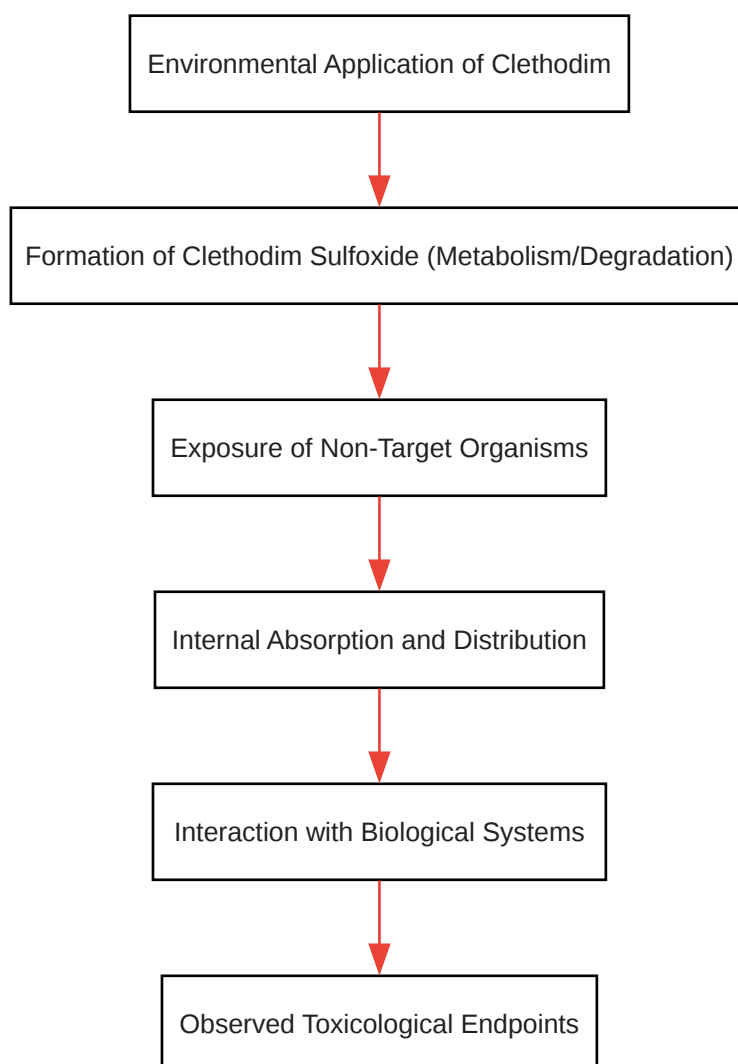 Environmental Application of Clethodim
Formation of Clethodim Sulfoxide (Metabolism/Degradation)
Exposure of Non-Target Organisms
Internal Absorption and Distribution
Interaction with Biological Systems
Observed Toxicological Endpoints